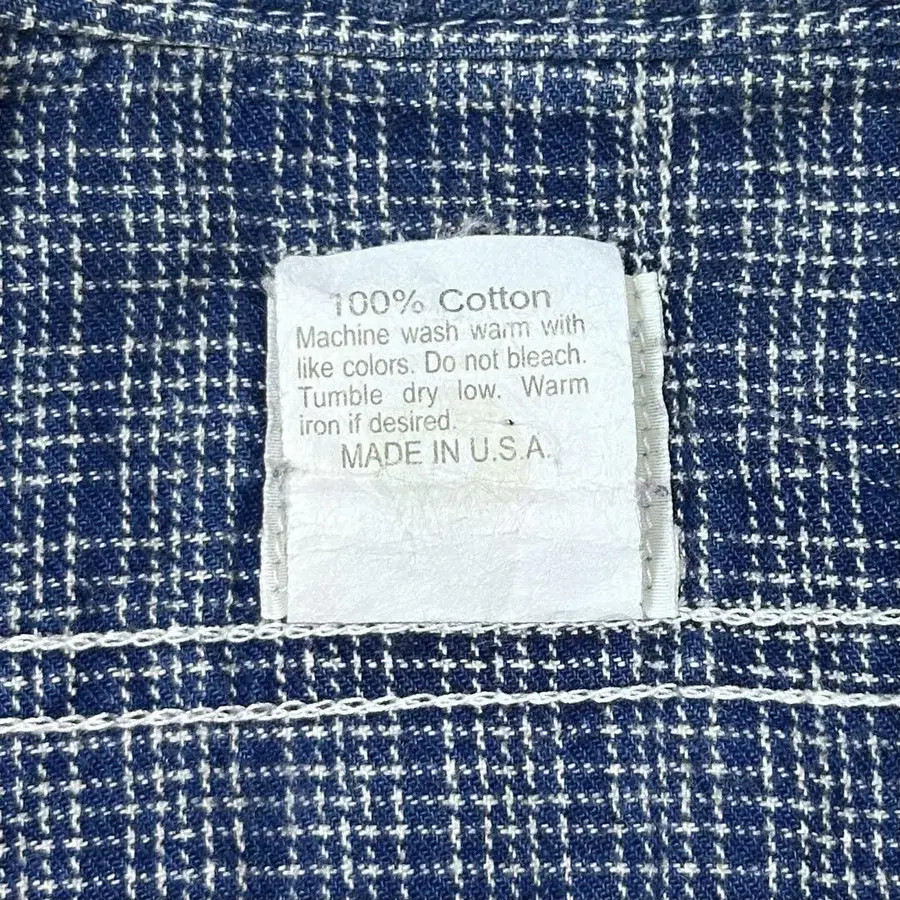 100% Cotton
Machine wash warm with
like colors. Do not bleach.
Tumble dry low. Warm
iron if desired.
MADE IN U.S.A.